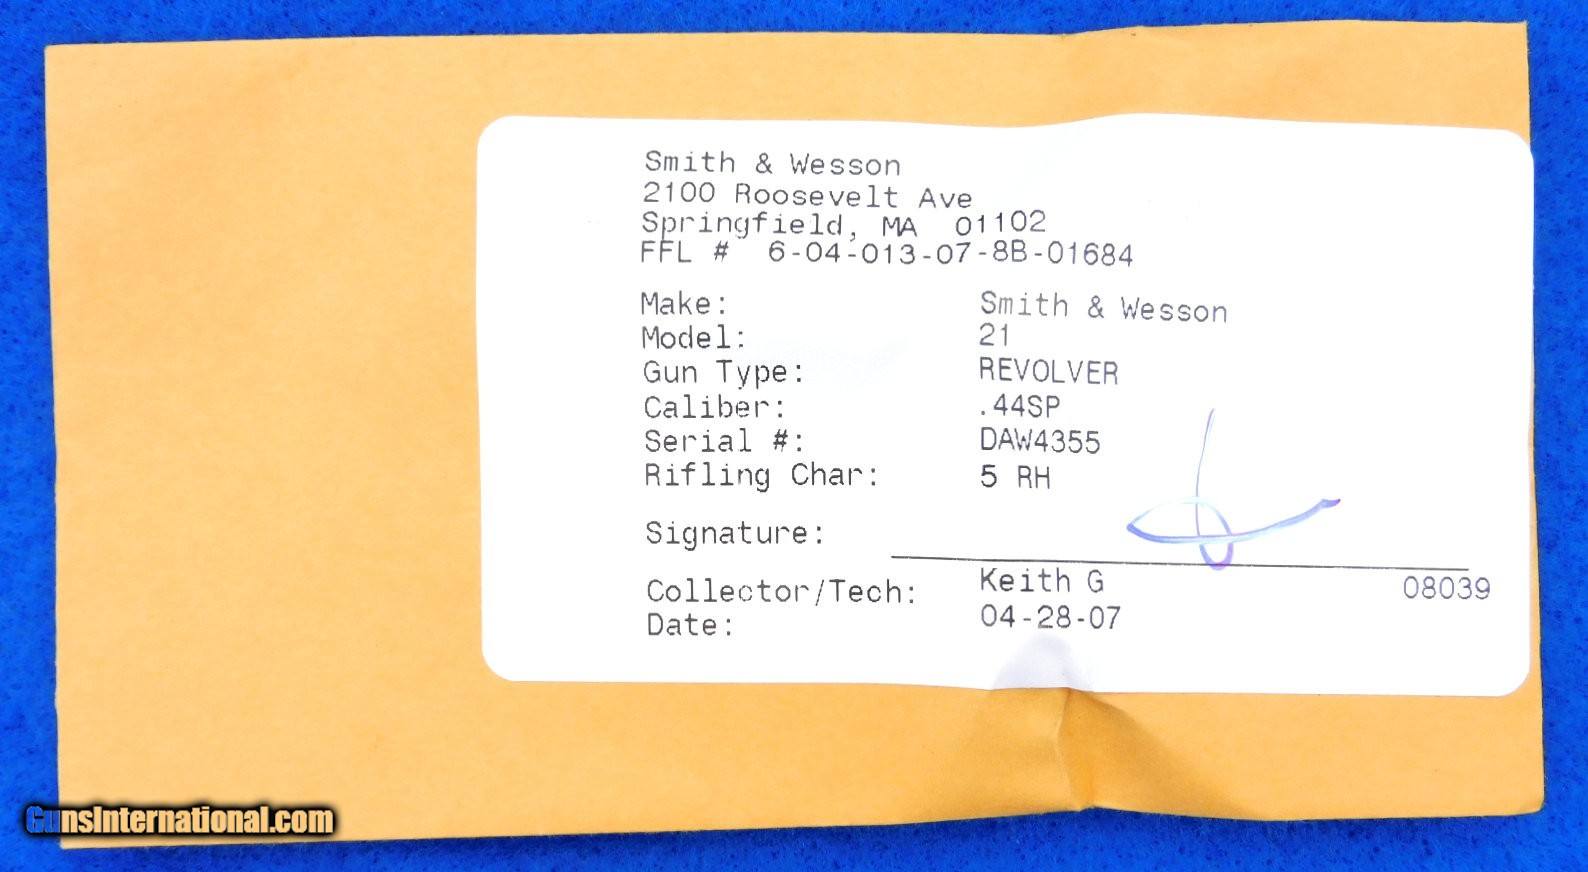 Smith & Wesson
2100 Roosevelt Ave
Springfield, MA 01102
FFL # 6-04-013-07-8B-01684
Make: Smith & Wesson
Model: 21
Gun Type: REVOLVER
Caliber: .44SP
Serial #: DAW4355
Rifling Char: 5 RH
Signature:
Collector/Tech: Keith G 08039
Date: 04-28-07
GunsInternational.com